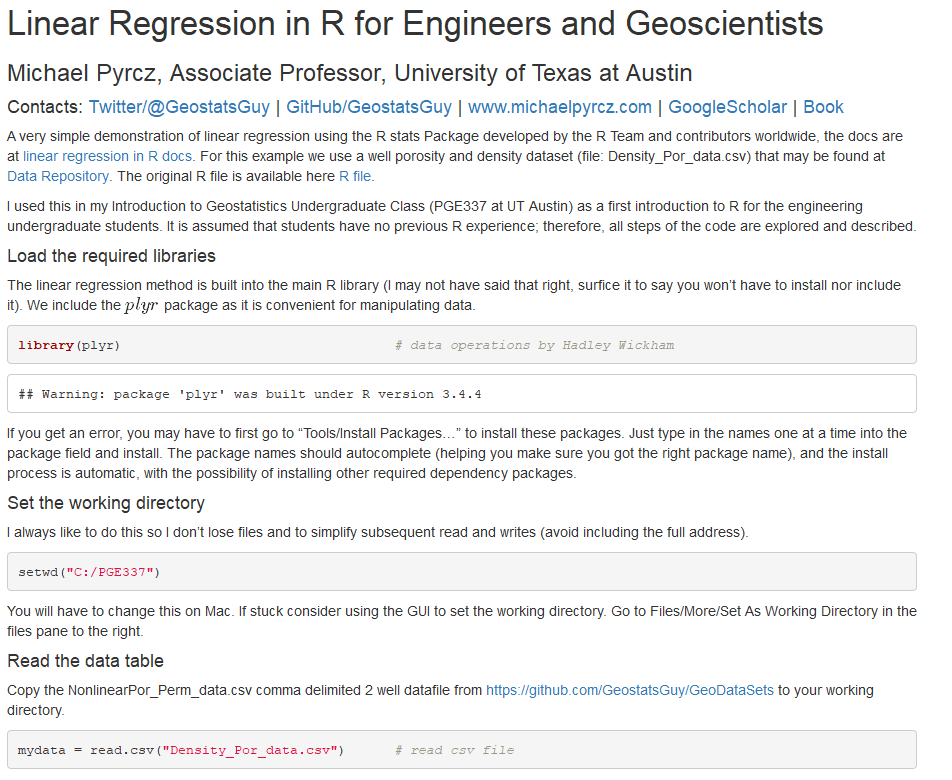 Linear Regression in R for Engineers and Geoscientists
Michael Pyrcz, Associate Professor, University of Texas at Austin
Contacts: Twitter/@GeostatsGuy | GitHub/GeostatsGuy | www.michaelpyrcz.com | GoogleScholar | Book
A very simple demonstration of linear regression using the R stats Package developed by the R Team and contributors worldwide, the docs are
at linear regression in R docs. For this example we use a well porosity and density dataset (file: Density_Por_data.csv) that may be found at
Data Repository. The original R file is available here R file.
I used this in my Introduction to Geostatistics Undergraduate Class (PGE337 at UT Austin) as a first introduction to R for the engineering
undergraduate students. It is assumed that students have no previous R experience; therefore, all steps of the code are explored and described.
Load the required libraries
The linear regression method is built into the main R library (I may not have said that right, surfice it to say you won’t have to install nor include
it). We include the plyr package as it is convenient for manipulating data.
library(plyr) # data operations by Hadley Wickham
## Warning: package 'plyr' was built under R version 3.4.4
If you get an error, you may have to first go to “Tools/Install Packages…” to install these packages. Just type in the names one at a time into the
package field and install. The package names should autocomplete (helping you make sure you got the right package name), and the install
process is automatic, with the possibility of installing other required dependency packages.
Set the working directory
I always like to do this so I don’t lose files and to simplify subsequent read and writes (avoid including the full address).
setwd("C:/PGE337")
You will have to change this on Mac. If stuck consider using the GUI to set the working directory. Go to Files/More/Set As Working Directory in the
files pane to the right.
Read the data table
Copy the NonlinearPor_Perm_data.csv comma delimited 2 well datafile from https://github.com/GeostatsGuy/GeoDataSets to your working
directory.
mydata = read.csv("Density_Por_data.csv") # read csv file